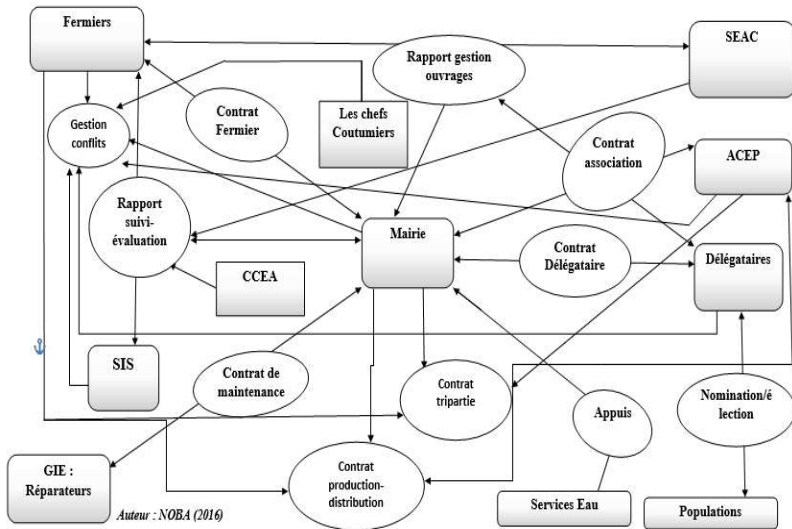 Fermiers
SEAC
Rapport gestion
ouvrages
Contrat
Fermier
Les chefs
Coutumiers
Gestion
conflits
Contrat
association
ACEP
Rapport
suivi-
évaluation
Mairie
Contrat
Délégataire
Délégataires
CCEA
SIS
Contrat de
maintenance
Contrat
tripartie
Appuis
Nomination/é
lection
GIE :
Réparateurs
Contrat
production-
distribution
Services Eau
Populations
Auteur : NOBA (2016)